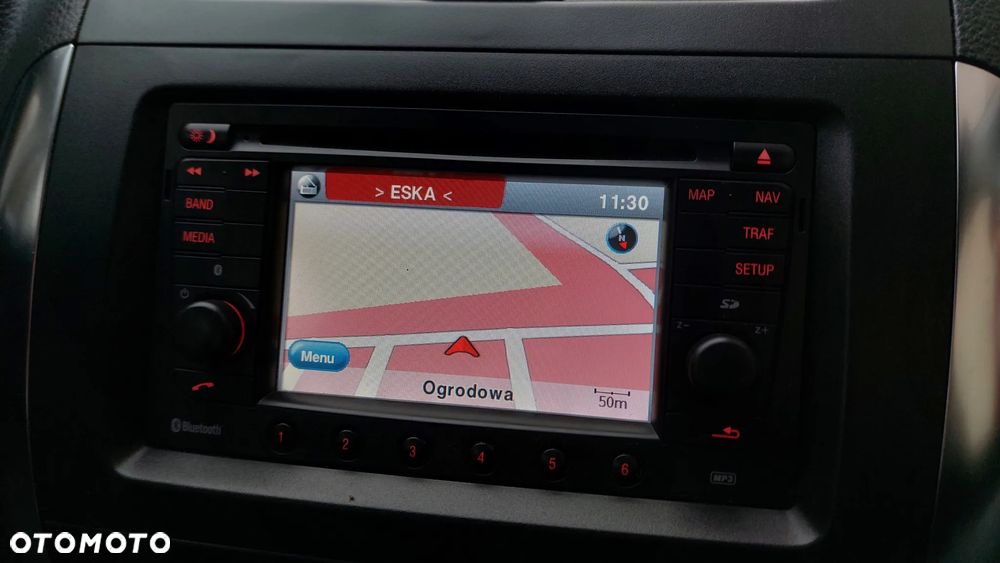 > ESKA <
11:30
MAP NAV
BAND
TRAF
MEDIA
SETUP
N
SD
Z- Z+
Menu
Ogrodowa
50m
Bluetooth
1 2 3 4 5 6
MP3
OTOMOTO